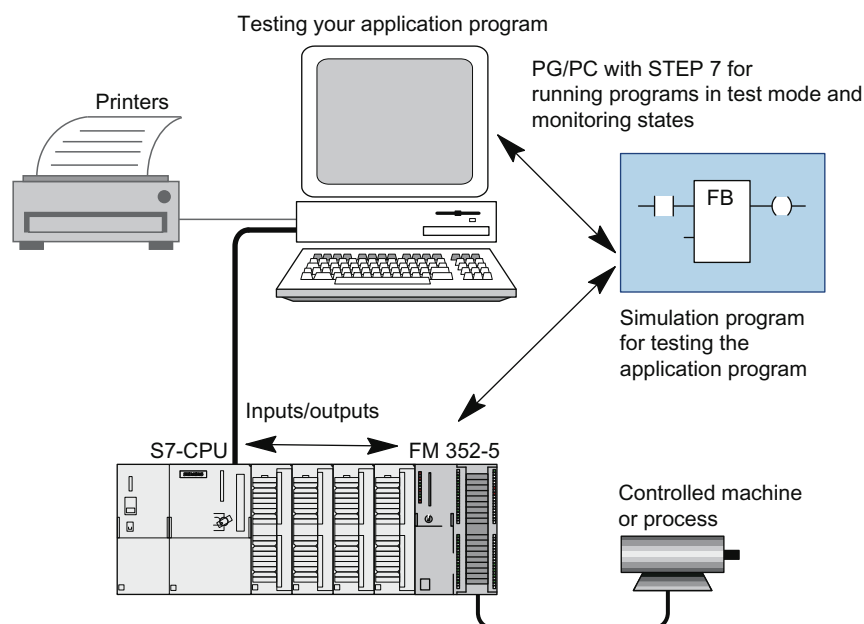 Testing your application program
PG/PC with STEP 7 for
running programs in test mode and
monitoring states
Printers
FB
Simulation program
for testing the
application program
Inputs/outputs
S7-CPU
FM 352-5
SIEMENS
Controlled machine
or process